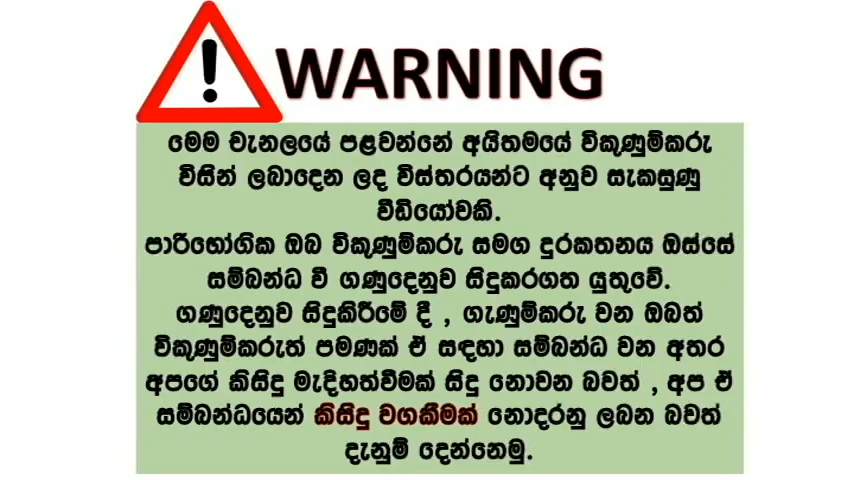 WARNING
මෙම චැනලයේ පළවන්නේ අයිතමයේ විකුණුම්කරු
විසින් ලබාදෙන ලද විස්තරයන්ට අනුව සැකසුණු
වීඩියෝවකි.
පාරිභෝගික ඔබ විකුණුම්කරු සමග දුරකතනය ඔස්සේ
සම්බන්ධ වී ගණුදෙනුව සිදුකරගත යුතුවේ.
ගණුදෙනුව සිදුකිරීමේ දී , ගැණුම්කරු වන ඔබත්
විකුණුම්කරුත් පමණක් ඒ සඳහා සම්බන්ධ වන අතර
අපගේ කිසිදු මැදිහත්වීමක් සිදු නොවන බවත් , අප ඒ
සම්බන්ධයෙන් කිසිදු වගකීමක් නොදරනු ලබන බවත්
දැනුම් දෙන්නෙමු.